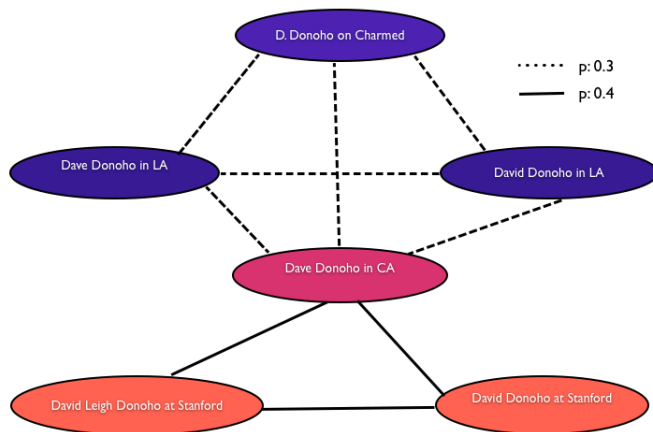 D. Donoho on Charmed
p: 0.3
p: 0.4
Dave Donoho in LA
David Donoho in LA
Dave Donoho in CA
David Leigh Donoho at Stanford
David Donoho at Stanford